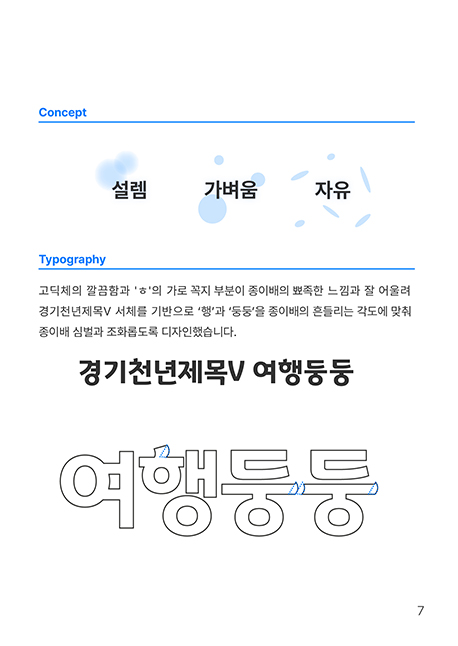 Concept
설렘 가벼움 자유
Typography
고딕체의 깔끔함과 'ㅎ'의 가로 꼭지 부분이 종이배의 뾰족한 느낌과 잘 어울려
경기천년제목V 서체를 기반으로 '행'과 '둥둥'을 종이배의 흔들리는 각도에 맞춰
종이배 심벌과 조화롭도록 디자인했습니다.
경기천년제목V 여행둥둥
여행둥둥
7